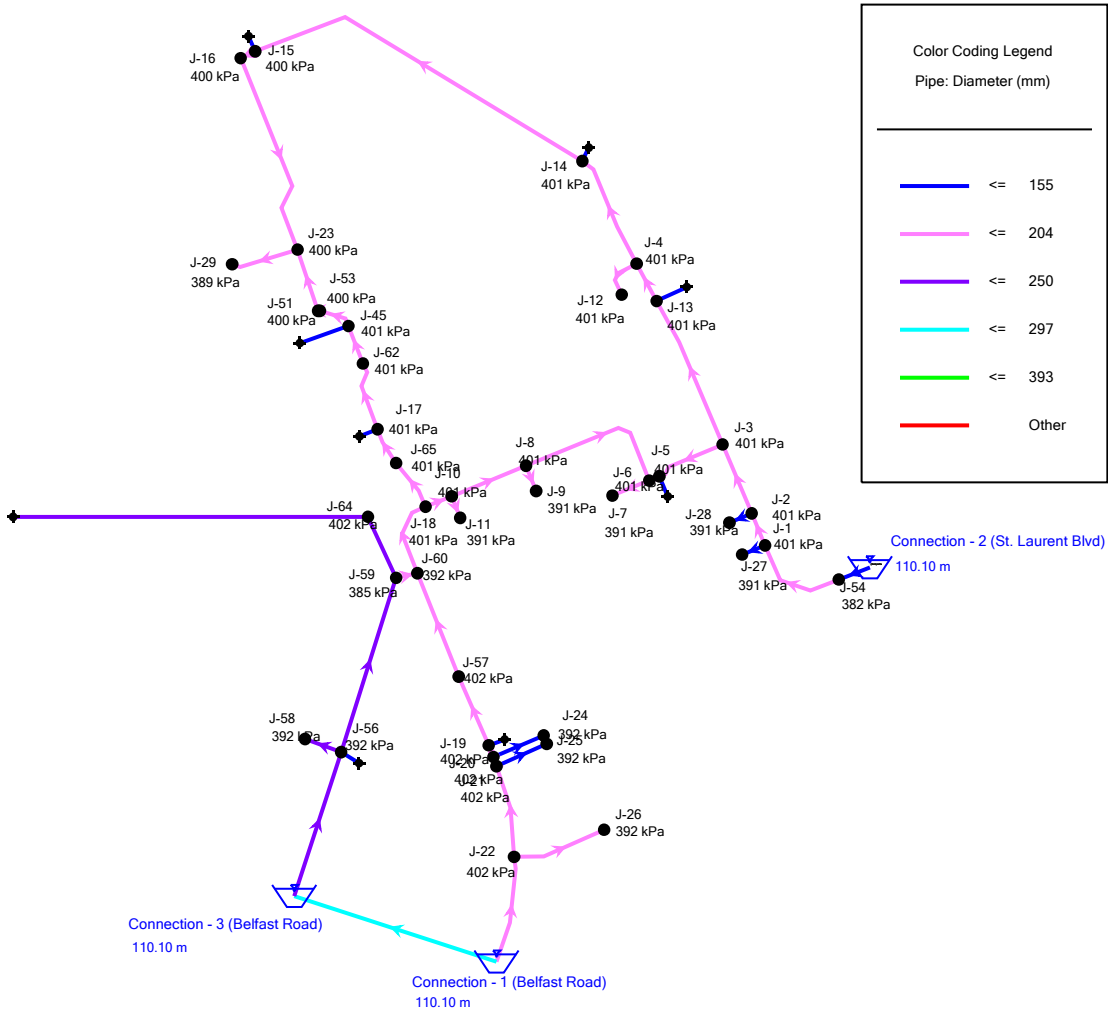 J-16
400 kPa
J-15
400 kPa
J-14
401 kPa
J-23
400 kPa
J-29
389 kPa
J-4
401 kPa
J-12
401 kPa
J-13
401 kPa
J-53
400 kPa
J-51
400 kPa
J-45
401 kPa
J-62
401 kPa
J-17
401 kPa
J-65
401 kPa
J-8
401 kPa
J-5
401 kPa
J-3
401 kPa
J-10
401 kPa
J-9
391 kPa
J-6
401 kPa
J-7
391 kPa
J-64
402 kPa
J-18
401 kPa
J-11
391 kPa
J-28
391 kPa
J-2
401 kPa
J-1
401 kPa
J-27
391 kPa
Connection - 2 (St. Laurent Blvd)
110.10 m
J-54
382 kPa
J-59
385 kPa
J-60
392 kPa
J-57
402 kPa
J-58
392 kPa
J-56
392 kPa
J-24
392 kPa
J-19
402 kPa
J-25
392 kPa
J-20
402 kPa
J-21
402 kPa
J-26
392 kPa
J-22
402 kPa
Connection - 3 (Belfast Road)
110.10 m
Connection - 1 (Belfast Road)
110.10 m
Color Coding Legend
Pipe: Diameter (mm)
<= 155
<= 204
<= 250
<= 297
<= 393
Other